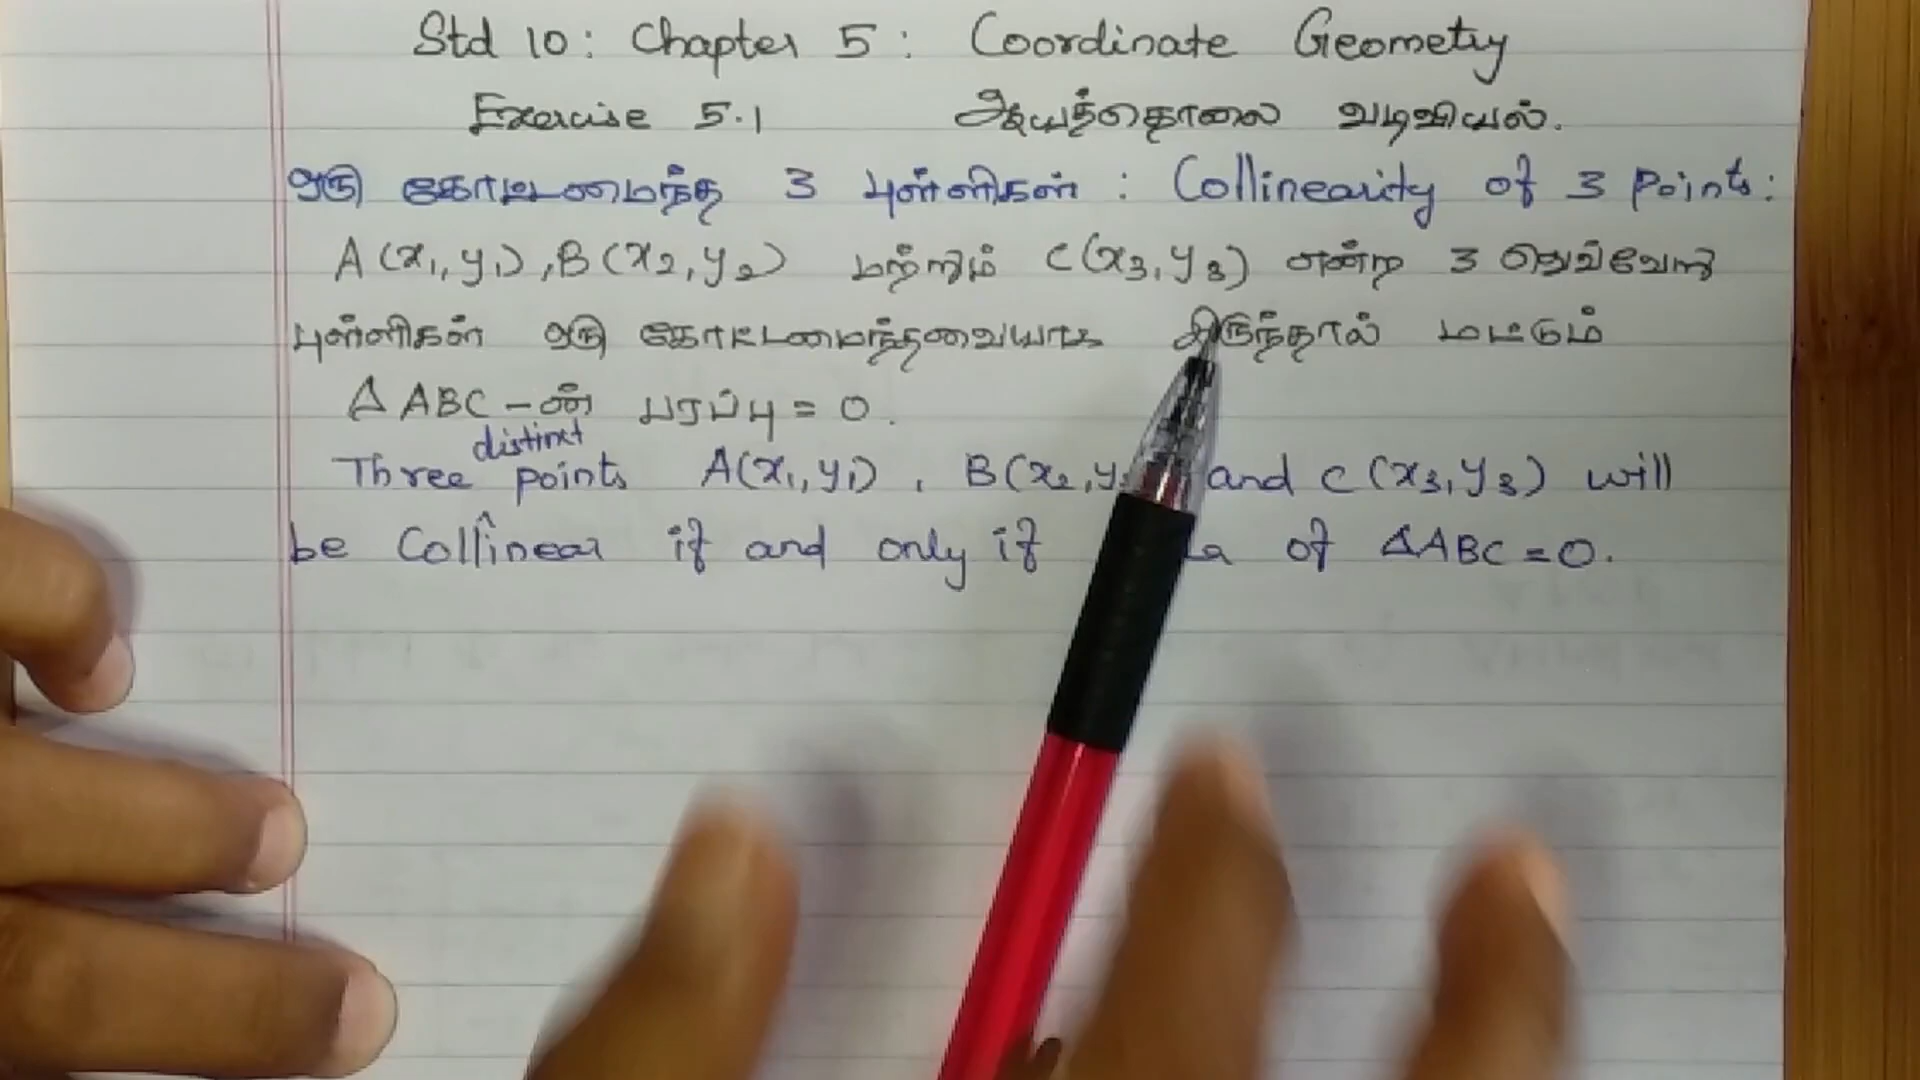 Std 10: Chapter 5: Coordinate Geometry
Exercise 5.1 ஆயத்தொலை வடிவியல்.
ஒரு கோடமைந்த 3 புள்ளிகள் : Collinearity of 3 Points:
A(x₁, y₁), B(x₂, y₂) மற்றும் C(x₃, y₃) என்ற 3 வெவ்வேறு
புள்ளிகள் ஒரு கோட்டமைந்தவையாக இருந்தால் மட்டும்
Δ ABC - ன் பரப்பு = 0.
distinct
Three points A(x₁, y₁), B(x₂, y and C(x₃, y₃) will
be Collinear if and only if of ΔABC = 0.